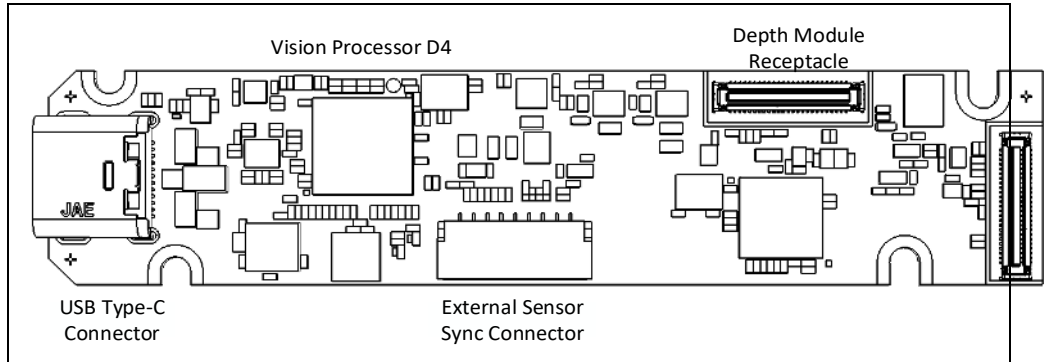 Vision Processor D4
Depth Module
Receptacle
JAE
USB Type-C
Connector
External Sensor
Sync Connector